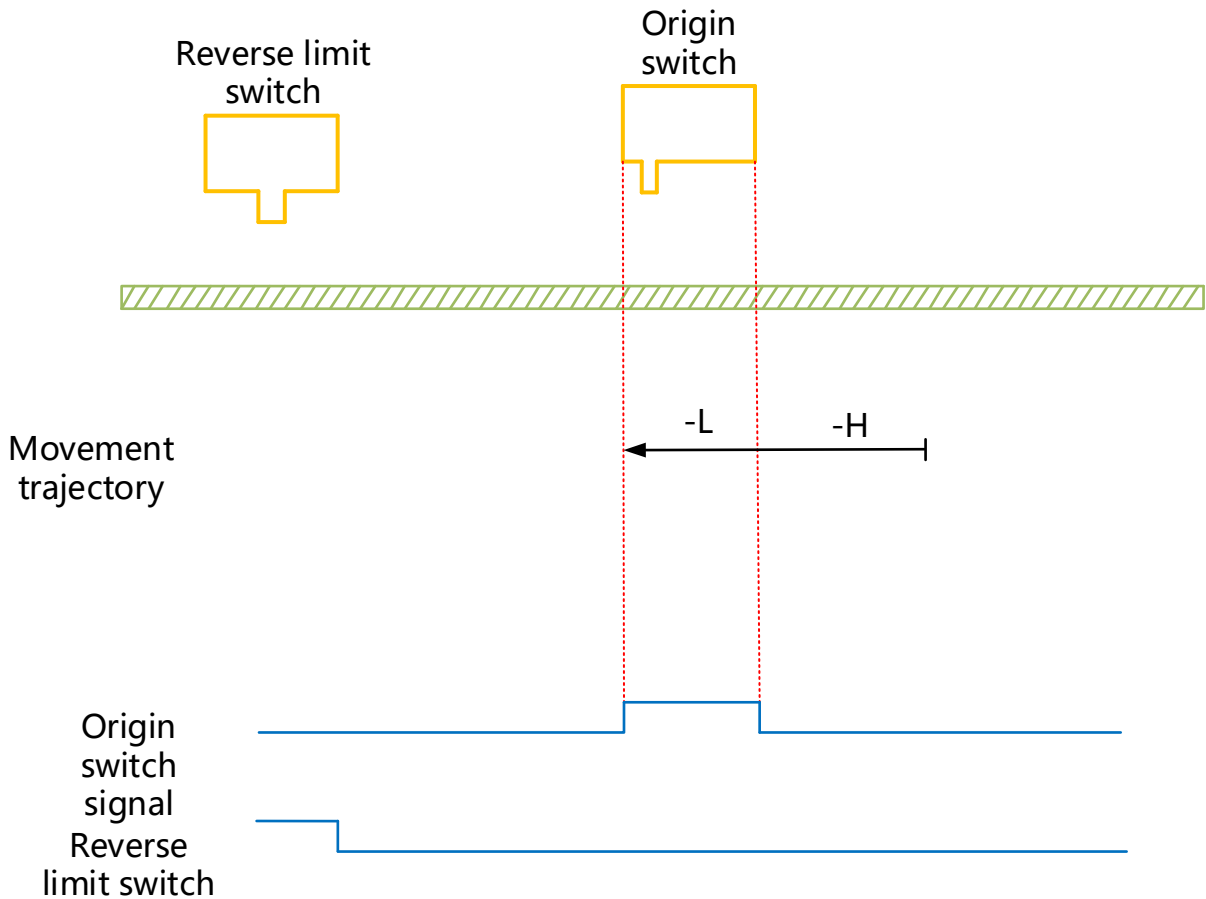 Reverse limit
switch
Origin
switch
-L
-H
Movement
trajectory
Origin
switch
signal
Reverse
limit switch